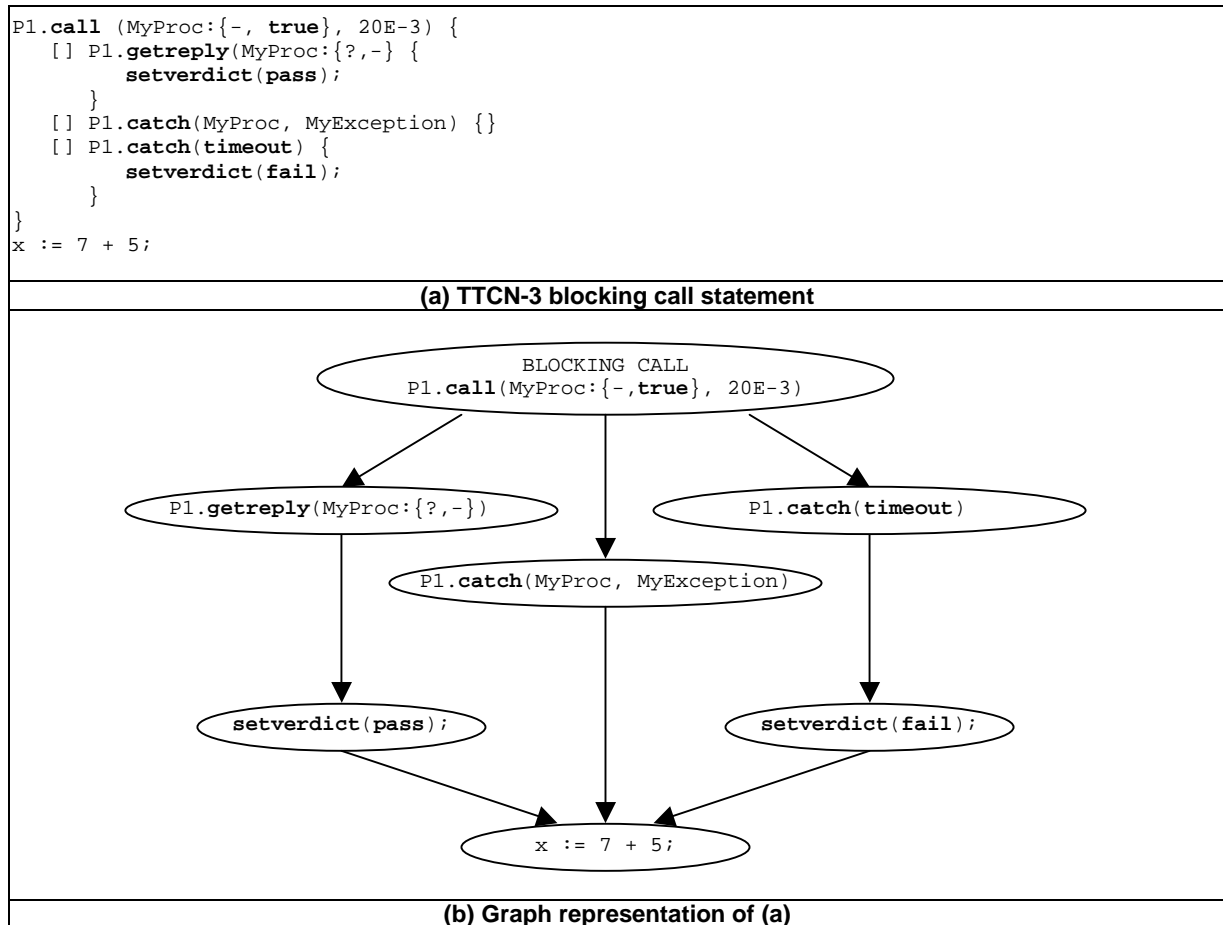 P1.call (MyProc:{-, true}, 20E-3) {
[] P1.getreply(MyProc:{?,-} {
setverdict(pass);
}
[] P1.catch(MyProc, MyException) {}
[] P1.catch(timeout) {
setverdict(fail);
}
}
x := 7 + 5;
(a) TTCN-3 blocking call statement
BLOCKING CALL
P1.call(MyProc:{-,true}, 20E-3)
P1.getreply(MyProc:{?,-})
P1.catch(timeout)
P1.catch(MyProc, MyException)
setverdict(pass);
setverdict(fail);
x := 7 + 5;
(b) Graph representation of (a)